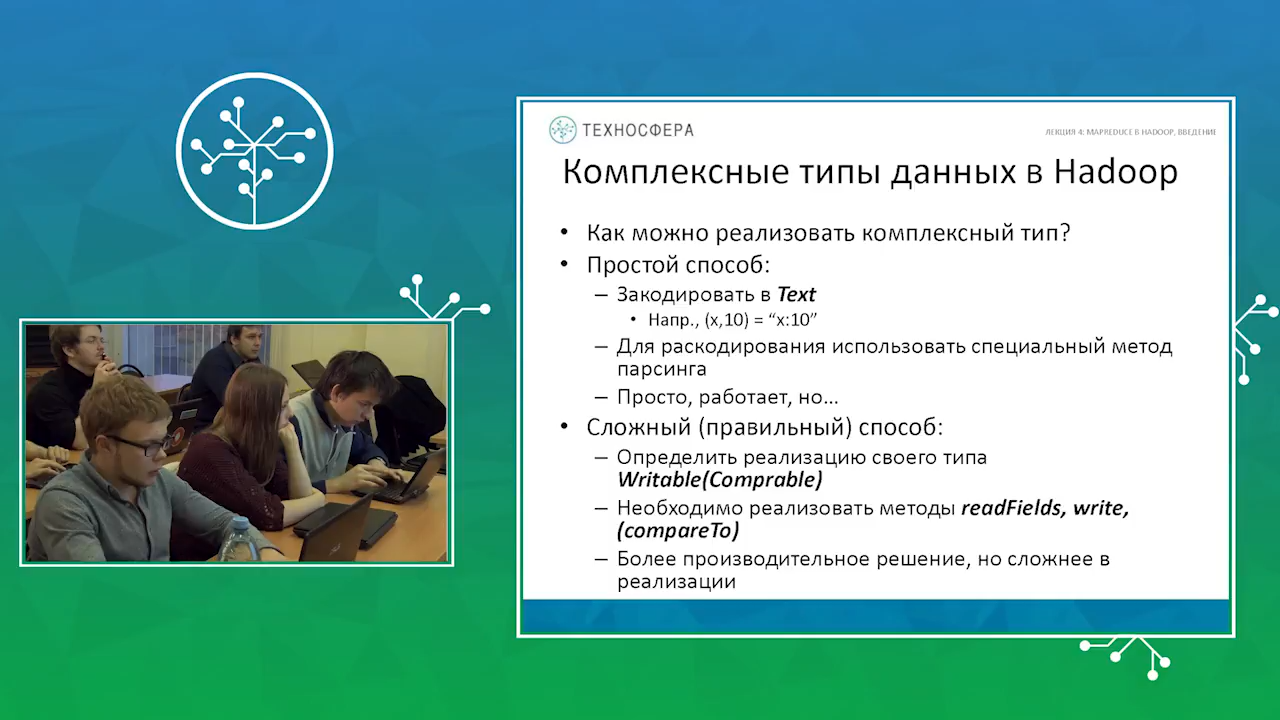 ТЕХНОСФЕРА
ЛЕКЦИЯ 4: MAPREDUCE В HADOOP, ВВЕДЕНИЕ
Комплексные типы данных в Hadoop
• Как можно реализовать комплексный тип?
• Простой способ:
– Закодировать в Text
• Напр., (x,10) = “x:10”
– Для раскодирования использовать специальный метод
парсинга
– Просто, работает, но…
• Сложный (правильный) способ:
– Определить реализацию своего типа
Writable(Comprable)
– Необходимо реализовать методы readFields, write,
(compareTo)
– Более производительное решение, но сложнее в
реализации